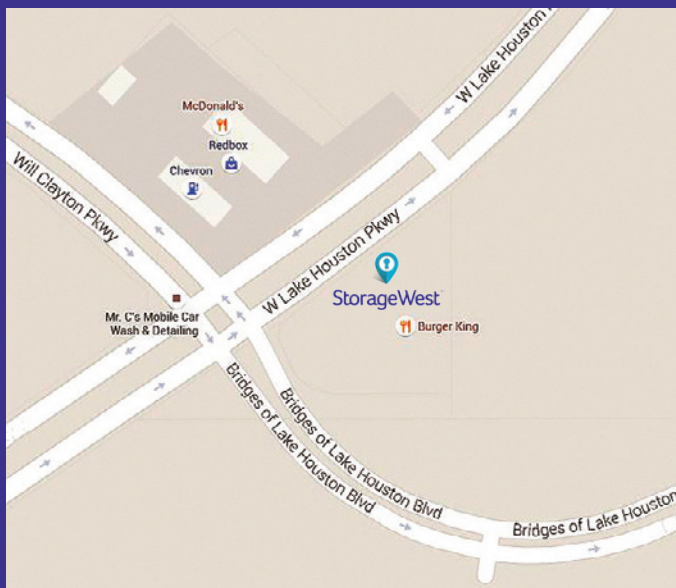 W Lake Houston
McDonald's
Redbox
Chevron
Will Clayton Pkwy
W Lake Houston Pkwy
StorageWest
Mr. C's Mobile Car
Wash & Detailing
Burger King
Bridges of Lake Houston Blvd
Bridges of Lake Houston Blvd
Bridges of Lake Houston